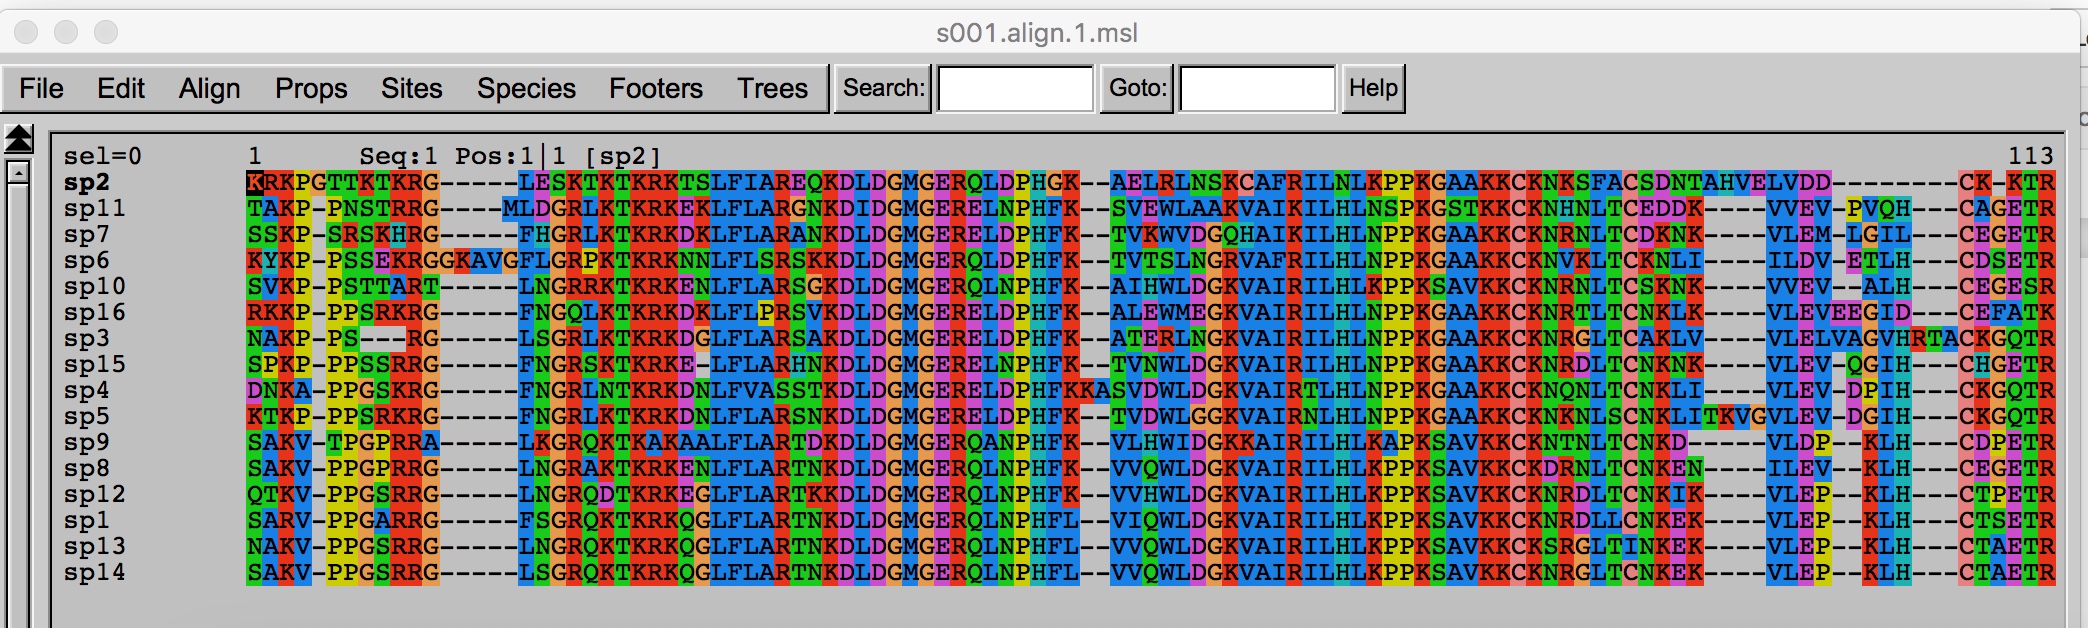 s001.align.1.msl
File Edit Align Props Sites Species Footers Trees Search: Goto: Help
sel=0 1 Seq:1 Pos:1|1 [sp2] 113
sp2 KRKPGTTKTKRG-----LESKTKTKRKTSLFIAREQKDLDGMGERQLDPHGK--AELRLNSKCAFRILNLKPPKGAAKKCKNKSFACSDNTAHVELVDD--------CK-KTR
sp11 TAKP-PNSTRRG----MLDGRLKTKRKEKLFLARGNKDIDGMGERELNPHFK--SVEWLAAKVAIKILHLNSPKGSTKKCKNHNLTCEDDK----VVEV-PVQH---CAGETR
sp7 SSKP-SRSKHRG-----FHGRLKTKRKDKLFLARANKDLDGMGERELDPHFK--TVKWVDGQHAIKILHLNPPKGAAKKCKNRNLTCDKNK----VLEM-LGIL---CEGETR
sp6 KYKP-PSSEKRGGKAVGFLGRPKTKRKNNLFLSRSKKDLDGMGERQLDPHFK--TVTSLNGRVAFRILHLNPPKGAAKKCKNVKLTCKNLI----ILDV-ETLH---CDSETR
sp10 SVKP-PSTTART-----LNGRRKTKRKENLFLARSGKDLDGMGERQLNPHFK--AIHWLDGKVAIRILHLKPPKSAVKKCKNRNLTCSKNK----VVEV--ALH---CEGESR
sp16 RKKP-PPSRKRG-----FNGQLKTKRKDKLFLPRSVKDLDGMGERELDPHFK--ALEWMEGKVAIRILHLNPPKGAAKKCKNRTLTCNKLK----VLEVEEGID---CEFATK
sp3 NAKP-PS---RG-----LSGRLKTKRKDGLFLARSAKDLDGMGERELDPHFK--ATERLNGKVAIRILHLNPPKGAAKKCKNRGLTCAKLV----VLELVAGVHRTACKGQTR
sp15 SPKP-PPSSRRG-----FNGRSKTKRKE-LFLARHNKDLDGMGERELNPHFK--TVNWLDGKVAIRILHLNPPKGAAKKCKNRDLTCNKNK----VLEV-QGIH---CHGETR
sp4 DNKA-PPGSKRG-----FNGRLNTKRKDNLFVASSTKDLDGMGERELDPHFKKASVDWLDGKVAIRTLHLNPPKGAAKKCKNQNLTCNKLI----VLEV-DPIH---CKGQTR
sp5 KTKP-PPSRKRG-----FNGRLKTKRKDNLFLARSNKDLDGMGERELDPHFK--TVDWLGGKVAIRNLHLNPPKGAAKKCKNKNLSCNKLITKVGVLEV-DGIH---CKGQTR
sp9 SAKV-TPGPRRA-----LKGRQKTKAKAALFLARTDKDLDGMGERQANPHFK--VLHWIDGKKAIRILHLKAPKSAVKKCKNTNLTCNKD-----VLDP--KLH---CDPETR
sp8 SAKV-PPGPRRG-----LNGRAKTKRKENLFLARTNKDLDGMGERQLNPHFK--VVQWLDGKVAIRILHLKPPKSAVKKCKDRNLTCNKEN----ILEV--KLH---CEGETR
sp12 QTKV-PPGSRRG-----LNGRQDTKRKEGLFLARTKKDLDGMGERQLNPHFK--VVHWLDGKVAIRILHLKPPKSAVKKCKNRDLTCNKIK----VLEP--KLH---CTPETR
sp1 SARV-PPGARRG-----FSGRQKTKRKQGLFLARTNKDLDGMGERQLNPHFL--VIQWLDGKVAIRILHLKPPKSAVKKCKNRDLLCNKEK----VLEP--KLH---CTSETR
sp13 NAKV-PPGSRRG-----LNGRQKTKRKQGLFLARTNKDLDGMGERQLNPHFL--VVQWLDGKVAIRILHLKPPKSAVKKCKSRGLTINKEK----VLEP--KLH---CTAETR
sp14 SAKV-PPGSRRG-----LSGRQKTKRKQGLFLARTNKDLDGMGERQLNPHFL--VVQWLDGKVAIRILHLKPPKSAVKKCKNRGLTCNKEK----VLEP--KLH---CTAETR